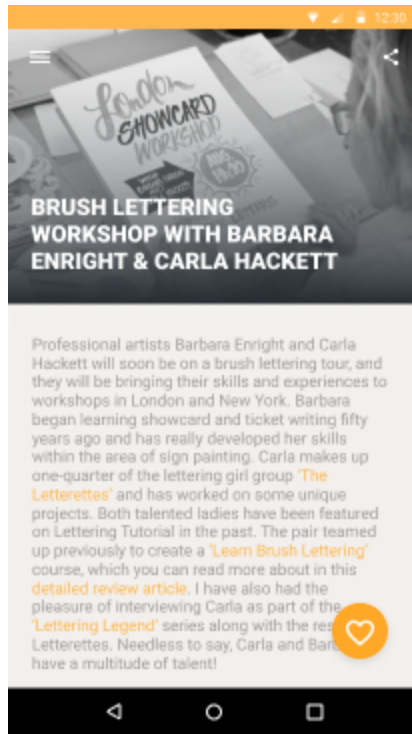 12:30
London
SHOWCARD
WORKSHOP
BRUSH LETTERING
WORKSHOP WITH BARBARA
ENRIGHT & CARLA HACKETT
Professional artists Barbara Enright and Carla
Hackett will soon be on a brush lettering tour, and
they will be bringing their skills and experiences to
workshops in London and New York. Barbara
began learning showcard and ticket writing fifty
years ago and has really developed her skills
within the area of sign painting. Carla makes up
one-quarter of the lettering girl group 'The
Letterettes' and has worked on some unique
projects. Both talented ladies have been featured
on Lettering Tutorial in the past. The pair teamed
up previously to create a 'Learn Brush Lettering'
course, which you can read more about in this
detailed review article. I have also had the
pleasure of interviewing Carla as part of the
'Lettering Legend' series along with the res
Letterettes. Needless to say, Carla and Bar
have a multitude of talent!